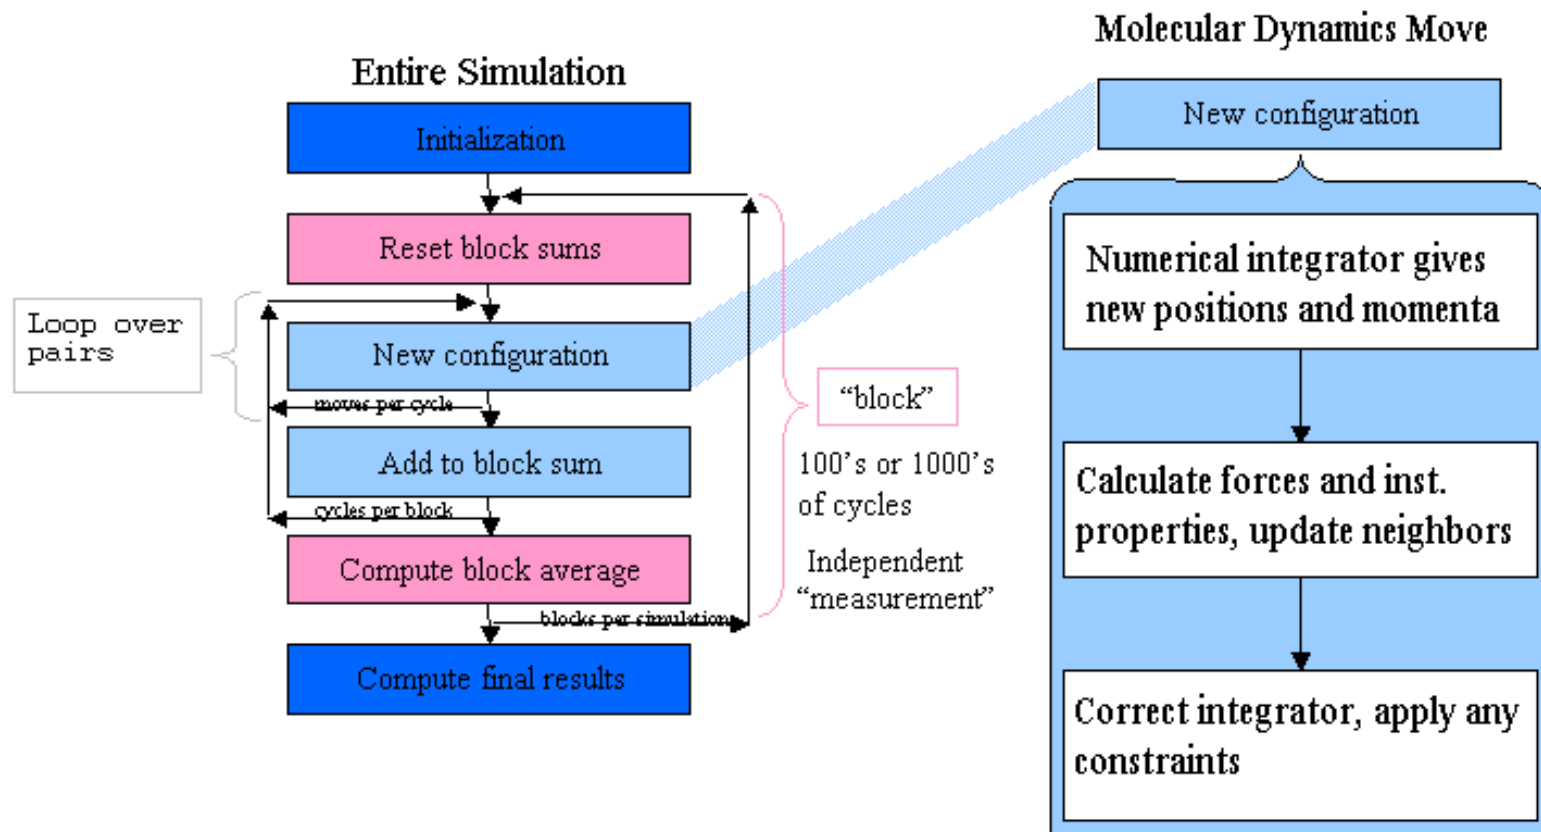 Entire Simulation
Initialization
Reset block sums
Loop over
pairs
New configuration
moves per cycle
Add to block sum
cycles per block
Compute block average
blocks per simulation
Compute final results
“block”
100's or 1000's
of cycles
Independent
“measurement”
Molecular Dynamics Move
New configuration
Numerical integrator gives
new positions and momenta
Calculate forces and inst.
properties, update neighbors
Correct integrator, apply any
constraints